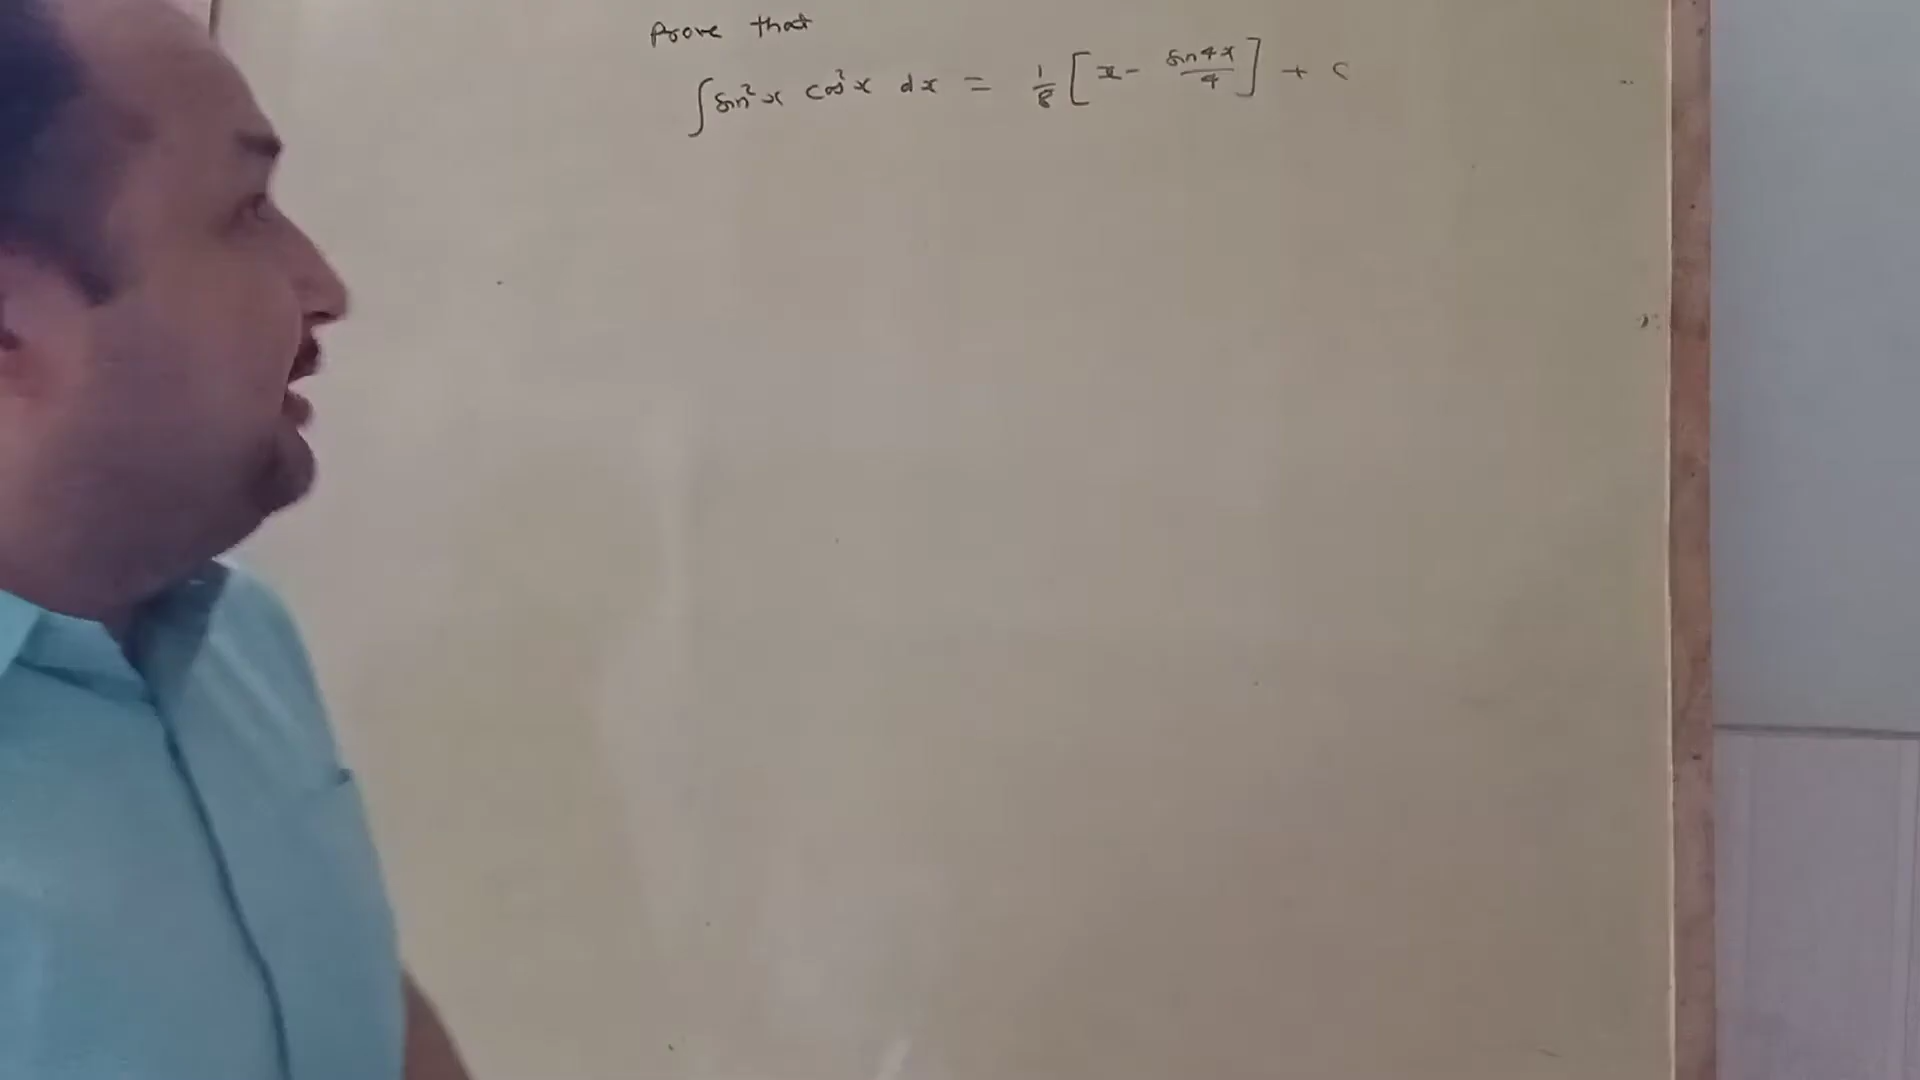 Prove that
∫ sin²x cos²x dx = 1/8 [x - sin4x/4] + c